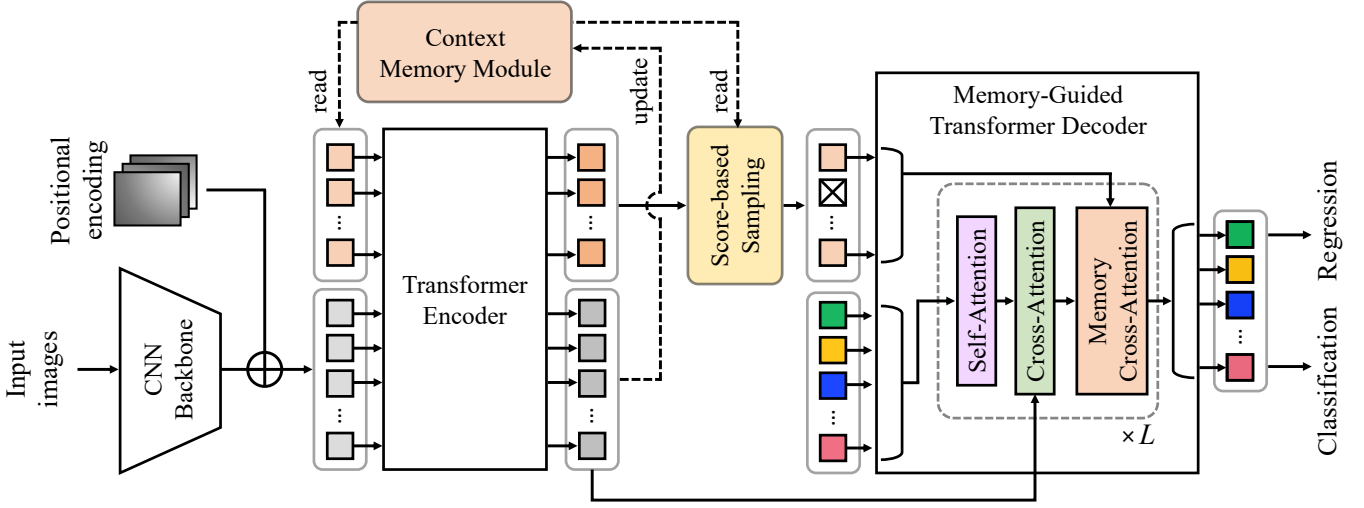 Context
Memory Module
read
update
read
Positional
encoding
Input
images
CNN
Backbone
...
...
Transformer
Encoder
...
...
Score-based
Sampling
...
...
Memory-Guided
Transformer Decoder
Self-Attention
Cross-Attention
Memory
Cross-Attention
× L
...
Regression
Classification